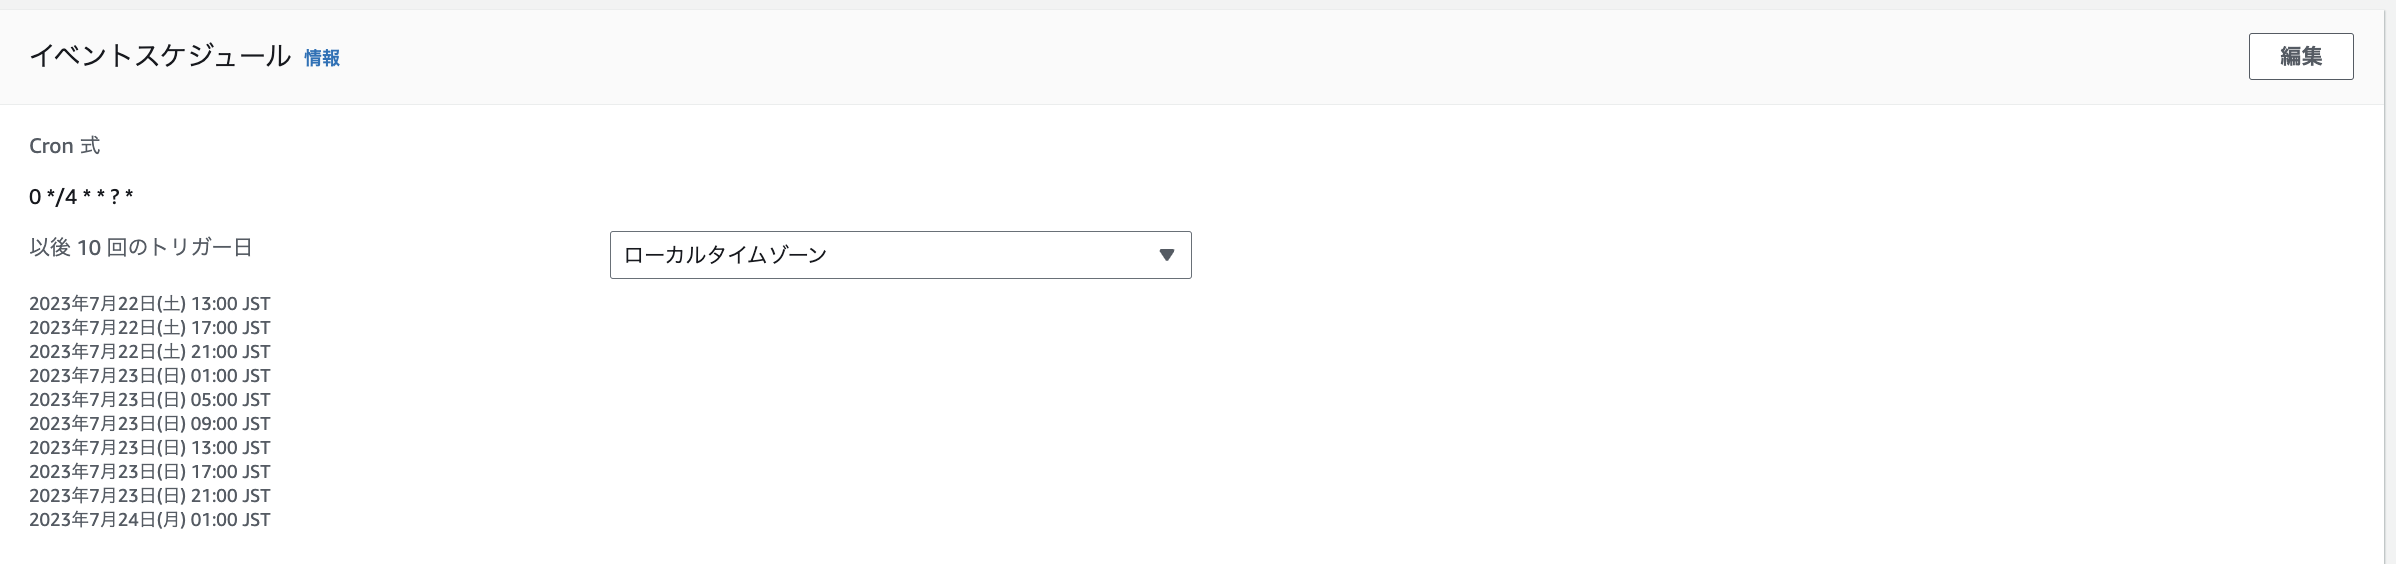 イベントスケジュール 情報
編集
Cron 式
0 */4 * * ? *
以後 10 回のトリガー日
ローカルタイムゾーン
2023年7月22日(土) 13:00 JST
2023年7月22日(土) 17:00 JST
2023年7月22日(土) 21:00 JST
2023年7月23日(日) 01:00 JST
2023年7月23日(日) 05:00 JST
2023年7月23日(日) 09:00 JST
2023年7月23日(日) 13:00 JST
2023年7月23日(日) 17:00 JST
2023年7月23日(日) 21:00 JST
2023年7月24日(月) 01:00 JST